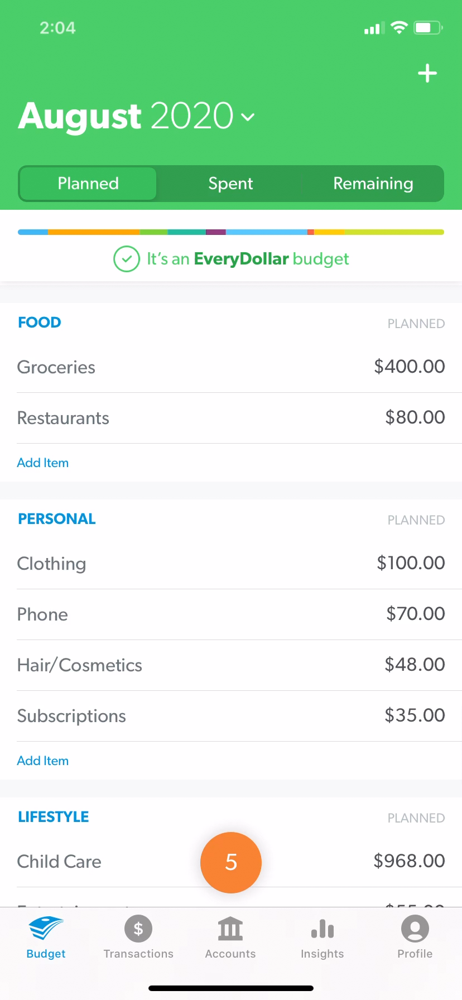 2:04
August 2020
Planned Spent Remaining
It's an EveryDollar budget
FOOD PLANNED
Groceries $400.00
Restaurants $80.00
Add Item
PERSONAL PLANNED
Clothing $100.00
Phone $70.00
Hair/Cosmetics $48.00
Subscriptions $35.00
Add Item
LIFESTYLE PLANNED
Child Care 5 $968.00
$
Budget Transactions Accounts Insights Profile